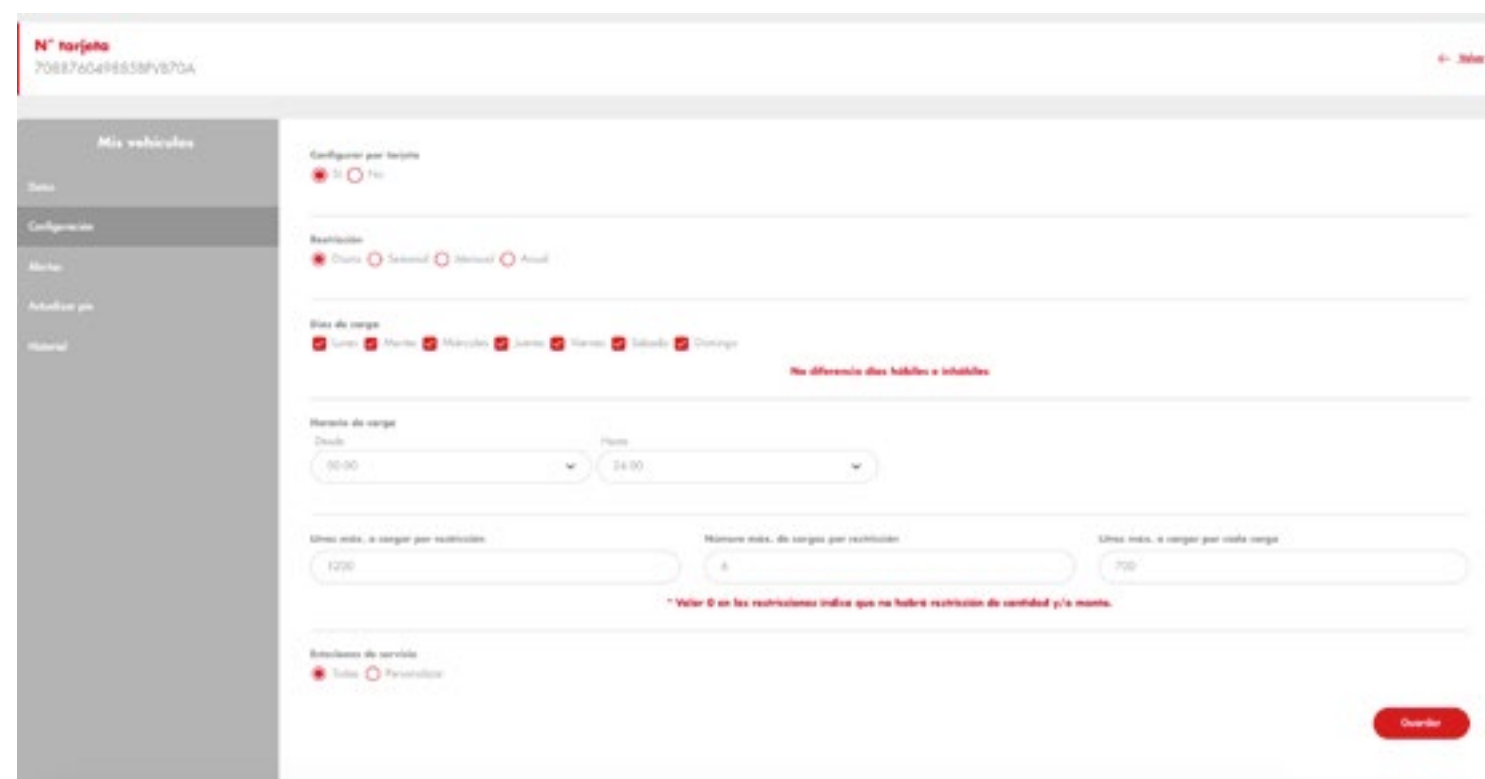 N° tarjeta
← Volver
Mis vehículos
Datos
Configuración
Alertas
Actualizar pin
Historial
Configurar por tarjeta
Si No
Restricción
Diaria Semanal Mensual Anual
Días de carga
Lunes Martes Miércoles Jueves Viernes Sábado Domingo
No diferencia días hábiles e inhábiles
Horario de carga
Desde Hasta
00:00 24:00
Litros máx. a cargar por restricción Número máx. de cargas por restricción Litros máx. a cargar por cada carga
1200 6 700
* Valor 0 en las restricciones indica que no habrá restricción de cantidad y/o monto.
Estaciones de servicio
Todas Personalizar
Guardar